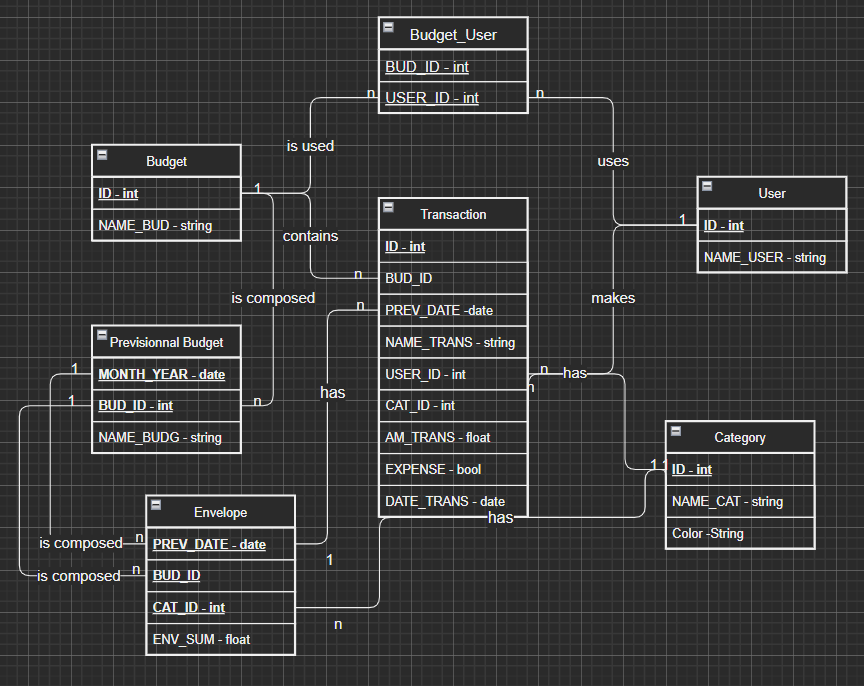 Budget_User
BUD_ID - int
USER_ID - int
n
n
is used
uses
Budget
ID - int
NAME_BUD - string
1
contains
is composed
Transaction
ID - int
BUD_ID
PREV_DATE -date
NAME_TRANS - string
USER_ID - int
CAT_ID - int
AM_TRANS - float
EXPENSE - bool
DATE_TRANS - date
n
n
n
n
has
makes
User
ID - int
NAME_USER - string
1
Previsionnal Budget
MONTH_YEAR - date
BUD_ID - int
NAME_BUDG - string
1
1
n
has
Category
ID - int
NAME_CAT - string
Color -String
1
1
has
Envelope
PREV_DATE - date
BUD_ID
CAT_ID - int
ENV_SUM - float
is composed
n
is composed
n
1
n